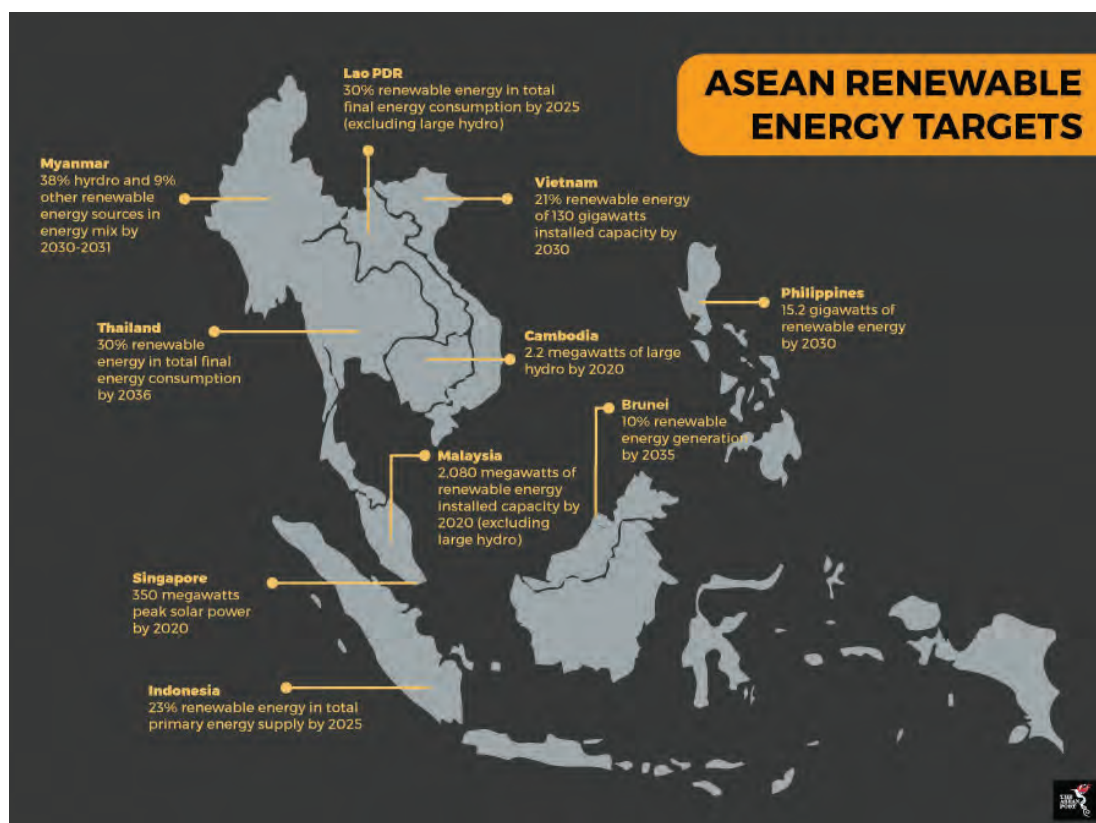 ASEAN RENEWABLE
ENERGY TARGETS
Lao PDR
30% renewable energy in total
final energy consumption by 2025
(excluding large hydro)
Myanmar
38% hyrdro and 9%
other renewable
energy sources in
energy mix by
2030-2031
Vietnam
21% renewable energy
of 130 gigawatts
installed capacity by
2030
Philippines
15.2 gigawatts of
renewable energy
by 2030
Thailand
30% renewable
energy in total final
energy consumption
by 2036
Cambodia
2.2 megawatts of large
hydro by 2020
Brunei
10% renewable
energy generation
by 2035
Malaysia
2,080 megawatts of
renewable energy
installed capacity by
2020 (excluding
large hydro)
Singapore
350 megawatts
peak solar power
by 2020
Indonesia
23% renewable energy in total
primary energy supply by 2025
THE
ASEAN
POST